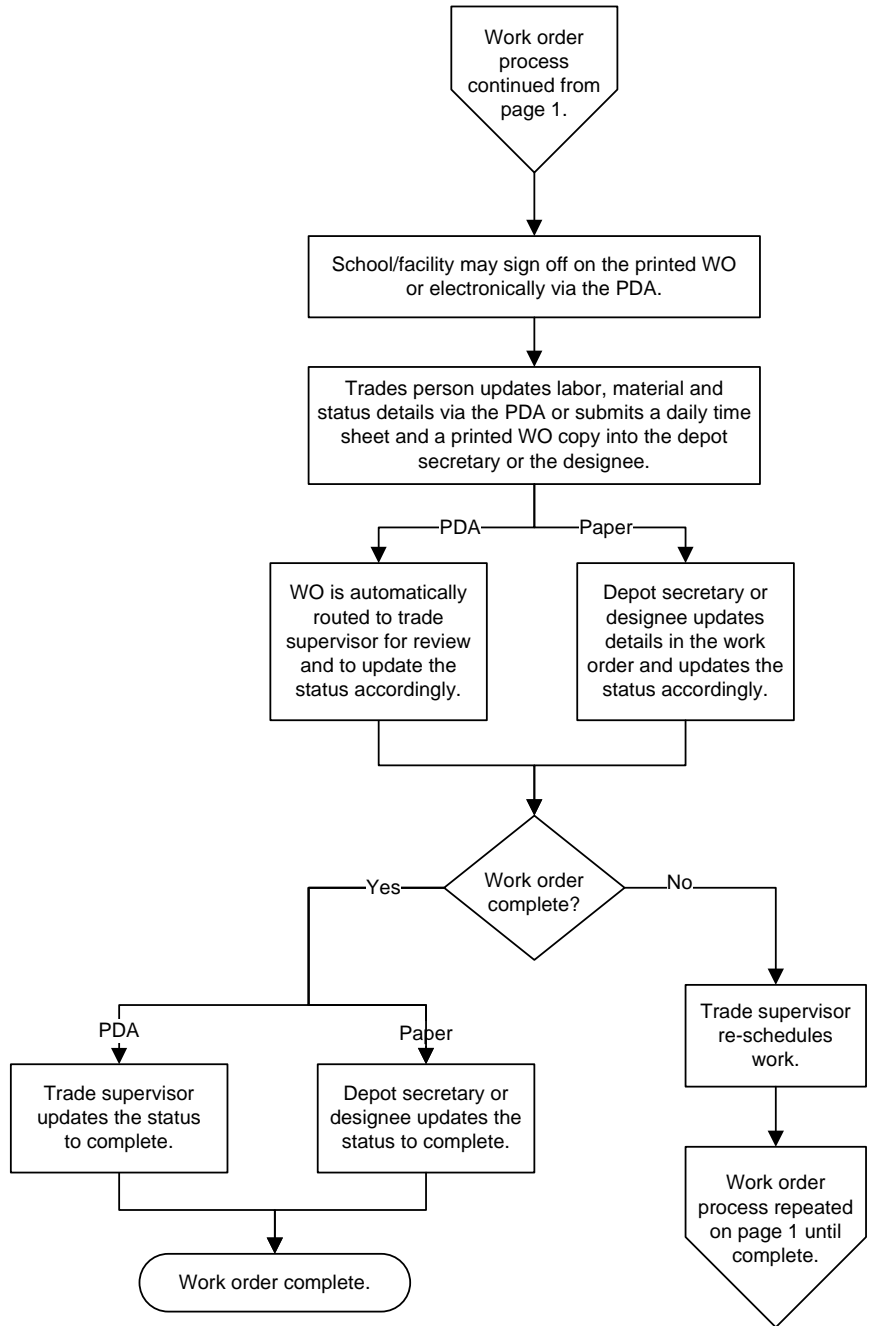 Work order
process
continued from
page 1.
School/facility may sign off on the printed WO
or electronically via the PDA.
Trades person updates labor, material and
status details via the PDA or submits a daily time
sheet and a printed WO copy into the depot
secretary or the designee.
PDA
Paper
WO is automatically
routed to trade
supervisor for review
and to update the
status accordingly.
Depot secretary or
designee updates
details in the work
order and updates the
status accordingly.
Work order
complete?
Yes
No
PDA
Paper
Trade supervisor
re-schedules
work.
Trade supervisor
updates the status
to complete.
Depot secretary or
designee updates the
status to complete.
Work order
process repeated
on page 1 until
complete.
Work order complete.